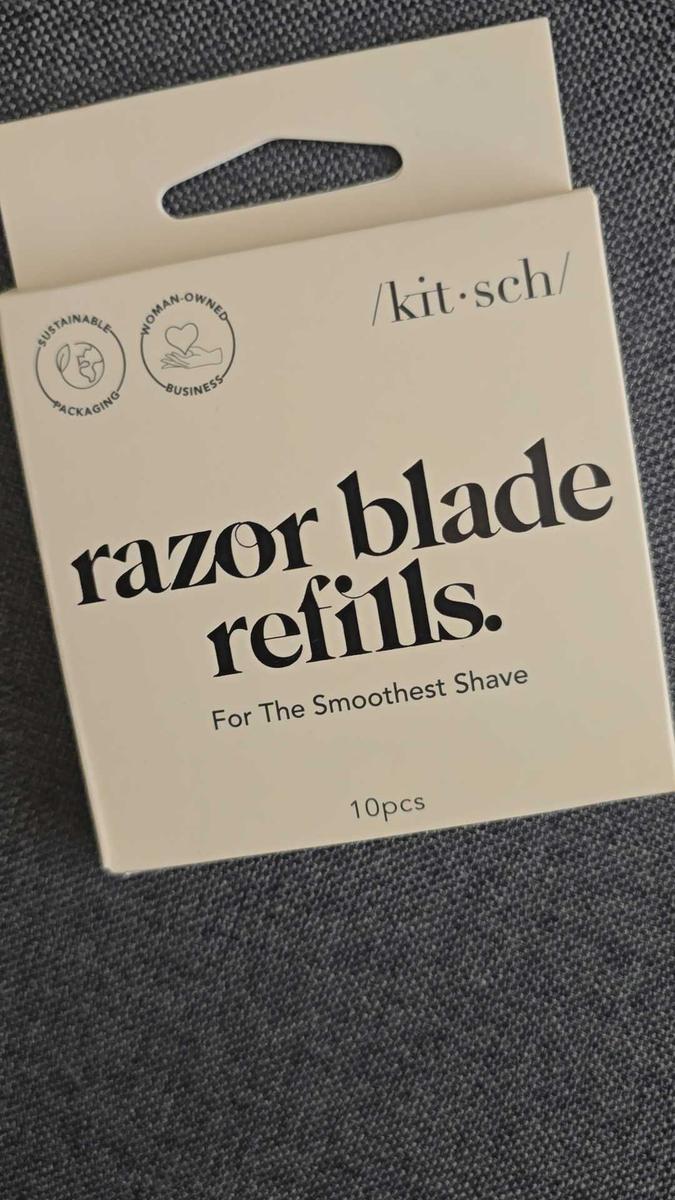 /kit·sch/
SUSTAINABLE
PACKAGING
WOMAN-OWNED
BUSINESS
razor blade
refills.
For The Smoothest Shave
10pcs